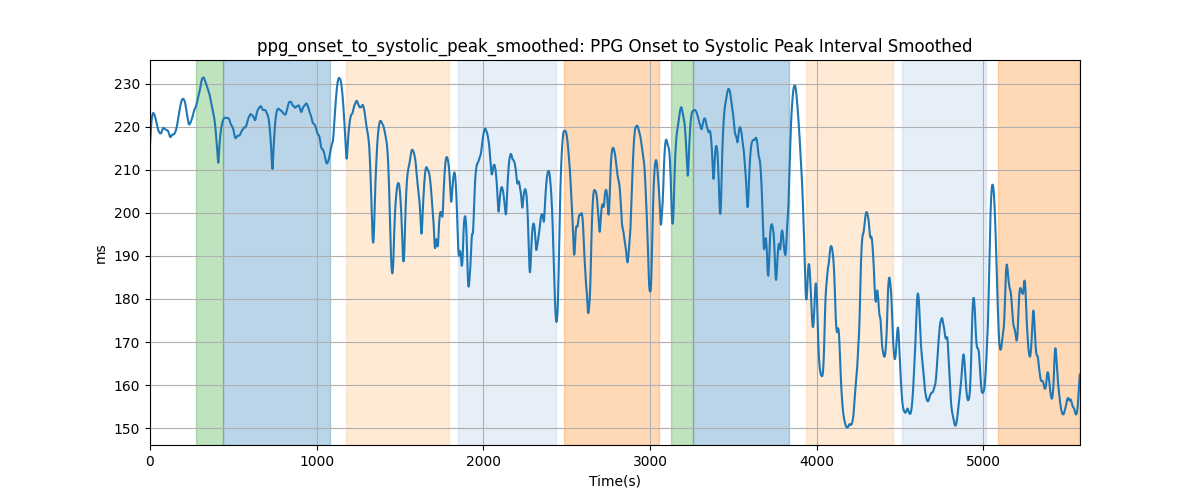 ppg_onset_to_systolic_peak_smoothed: PPG Onset to Systolic Peak Interval Smoothed
230
220
210
200
190
180
170
160
150
ms
0 1000 2000 3000 4000 5000
Time(s)